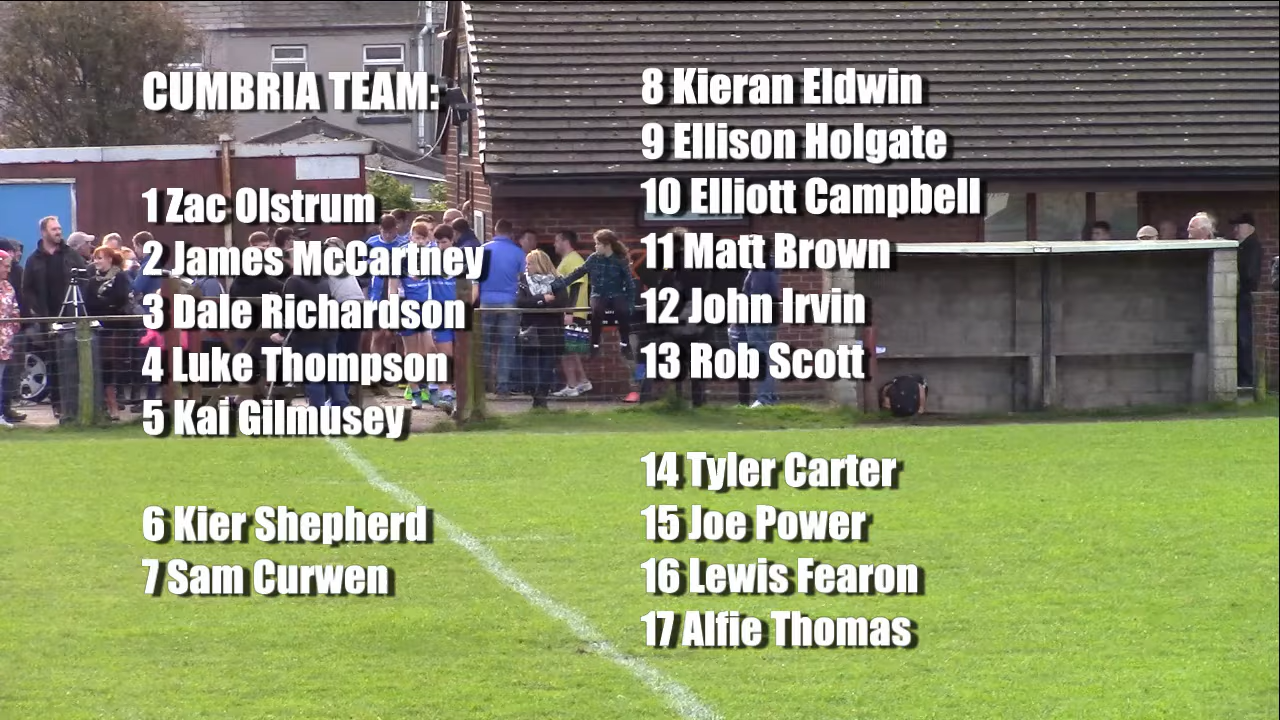 CUMBRIA TEAM:
1 Zac Olstrum
2 James McCartney
3 Dale Richardson
4 Luke Thompson
5 Kai Gilmusey
6 Kier Shepherd
7 Sam Curwen
8 Kieran Eldwin
9 Ellison Holgate
10 Elliott Campbell
11 Matt Brown
12 John Irvin
13 Rob Scott
14 Tyler Carter
15 Joe Power
16 Lewis Fearon
17 Alfie Thomas